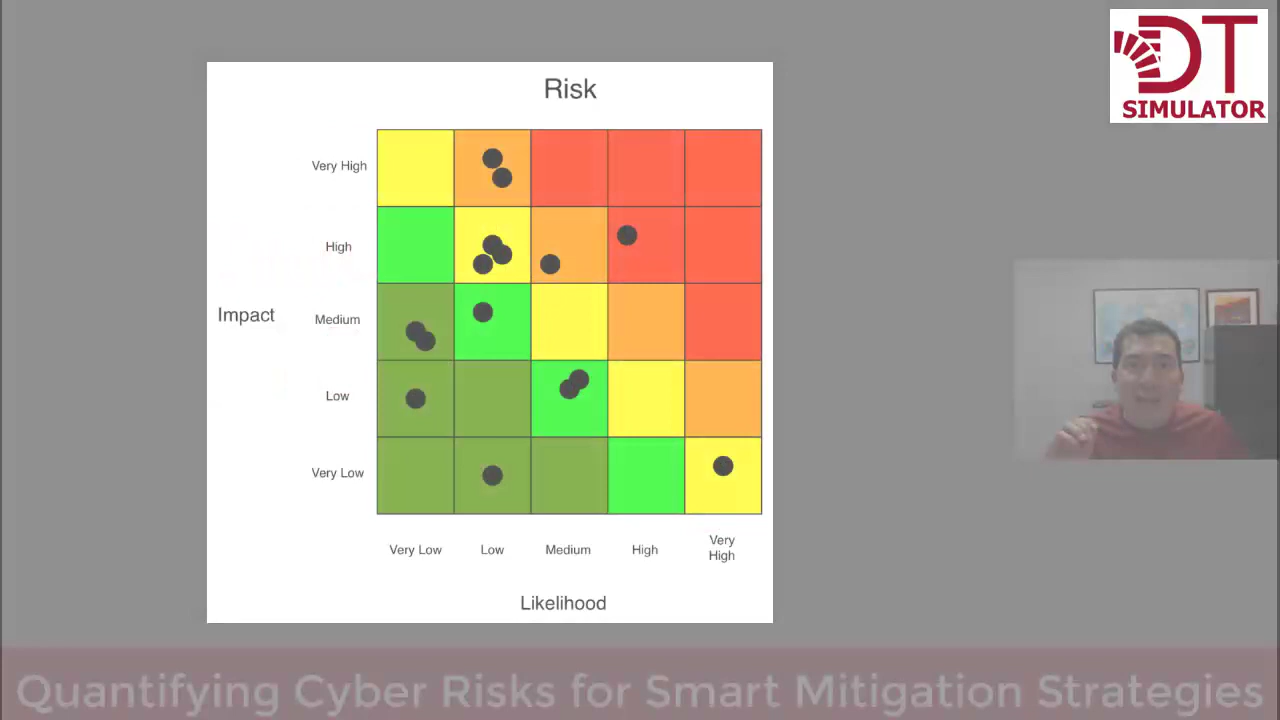 DT
SIMULATOR
Risk
Very High
High
Impact
Medium
Low
Very Low
Very Low
Low
Medium
High
Very
High
Likelihood
Quantifying Cyber Risks for Smart Mitigation Strategies